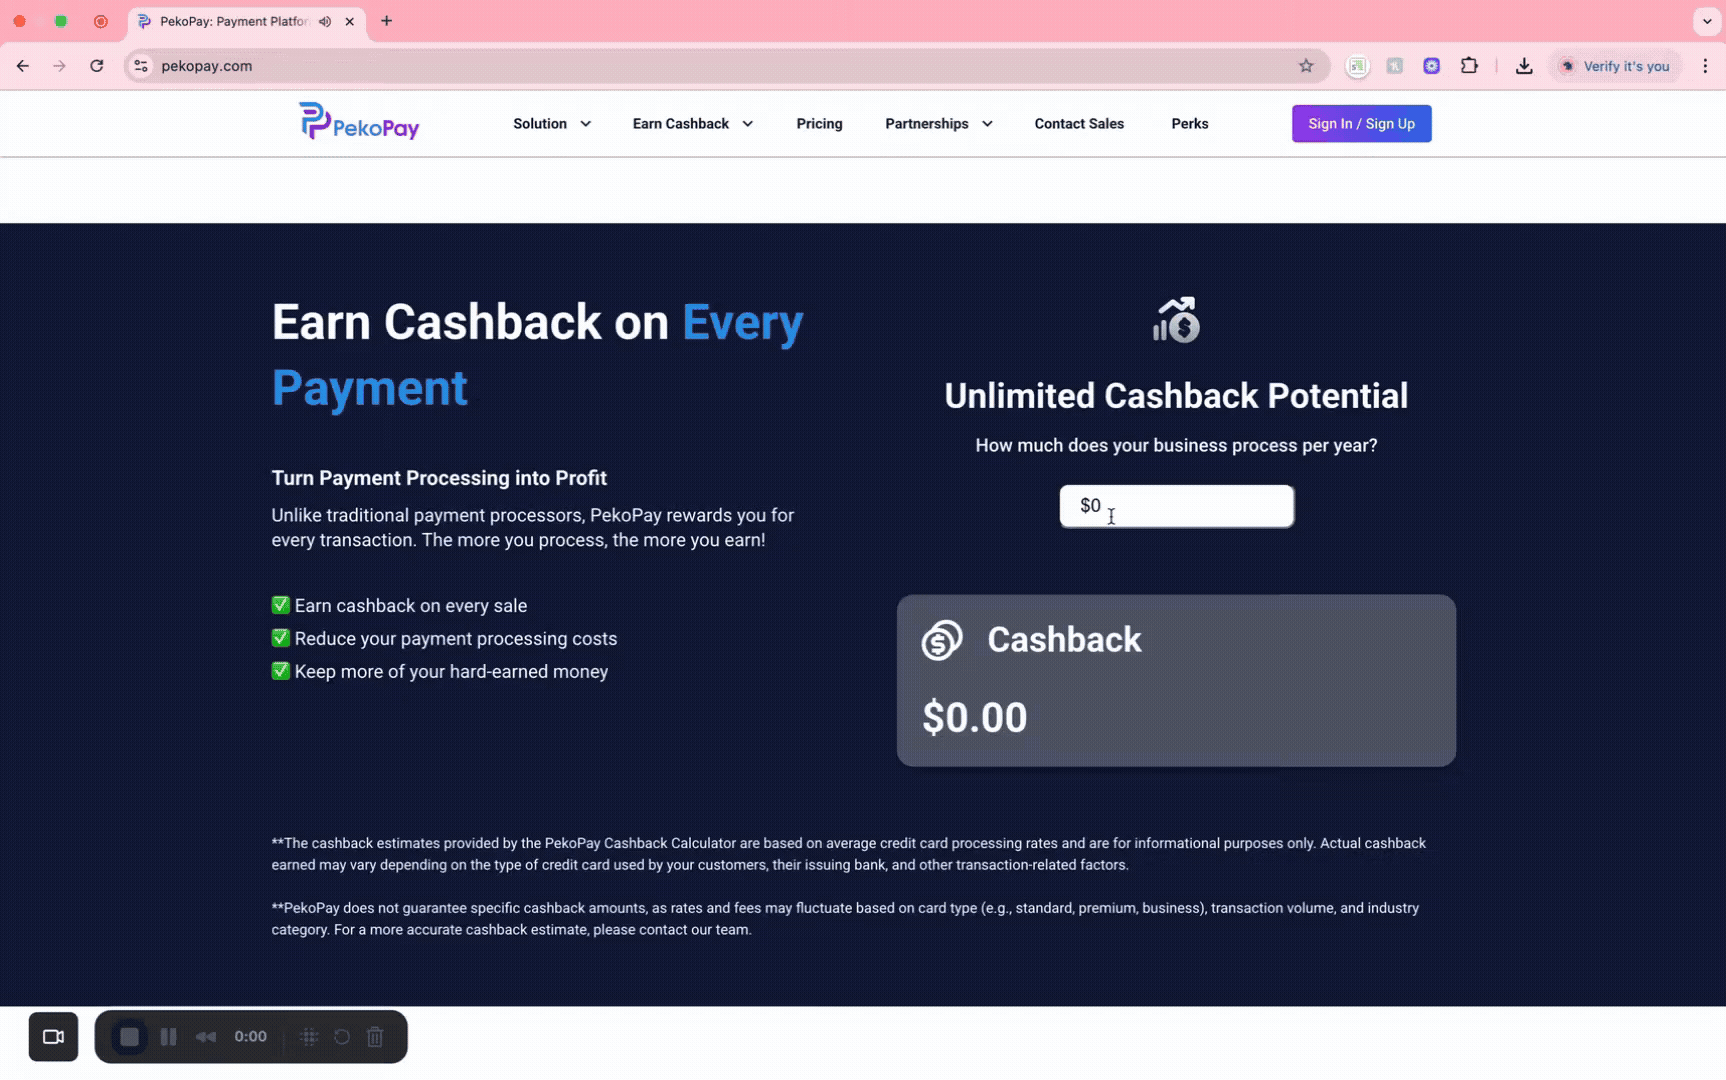 PekoPay: Payment Platfor
pekopay.com
Verify it's you
PekoPay
Solution
Earn Cashback
Pricing
Partnerships
Contact Sales
Perks
Sign In / Sign Up
Earn Cashback on Every
Payment
Turn Payment Processing into Profit
Unlike traditional payment processors, PekoPay rewards you for
every transaction. The more you process, the more you earn!
✅ Earn cashback on every sale
✅ Reduce your payment processing costs
✅ Keep more of your hard-earned money
Unlimited Cashback Potential
How much does your business process per year?
$0
Cashback
$0.00
**The cashback estimates provided by the PekoPay Cashback Calculator are based on average credit card processing rates and are for informational purposes only. Actual cashback
earned may vary depending on the type of credit card used by your customers, their issuing bank, and other transaction-related factors.
**PekoPay does not guarantee specific cashback amounts, as rates and fees may fluctuate based on card type (e.g., standard, premium, business), transaction volume, and industry
category. For a more accurate cashback estimate, please contact our team.
0:00